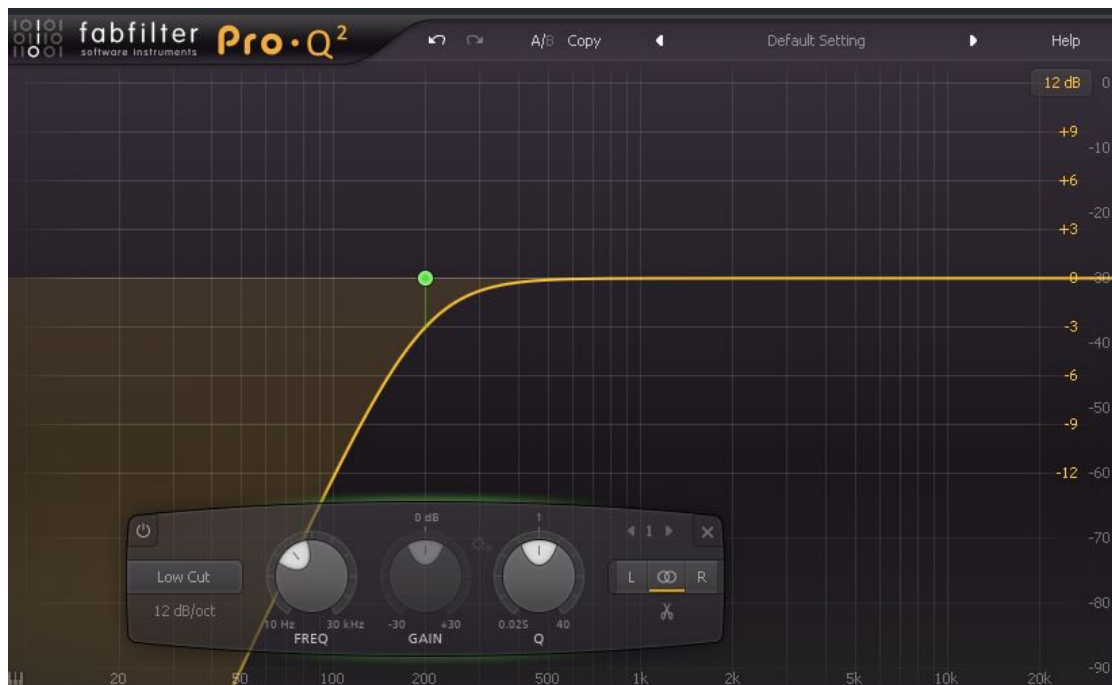 fabfilter
software instruments
Pro·Q²
A/B Copy
Default Setting
Help
12 dB 0
+9
-10
+6
-20
+3
0 -30
-3
-40
-6
-50
-9
-12 -60
0 dB 1
1
-70
Low Cut
L R
12 dB/oct
-80
10 Hz 30 kHz -30 +30 0.025 40
FREQ GAIN Q
-90
20 50 100 200 500 1k 2k 5k 10k 20k